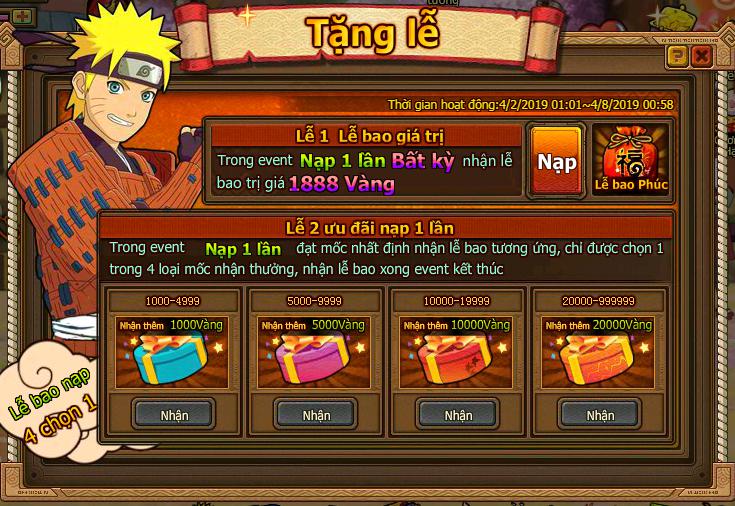 tướng
Tặng lễ
Thời gian hoạt động:4/2/2019 01:01~4/8/2019 00:58
Lễ 1 Lễ bao giá trị
Trong event Nạp 1 lần Bất kỳ nhận lễ
bao trị giá 1888 Vàng
Nạp
福
Lễ bao Phúc
Lễ 2 ưu đãi nạp 1 lần
Trong event Nạp 1 lần đạt mốc nhất định nhận lễ bao tương ứng, chỉ được chọn 1
trong 4 loại mốc nhận thưởng, nhận lễ bao xong event kết thúc
1000-4999
5000-9999
10000-19999
20000-999999
Nhận thêm 1000Vàng
Nhận thêm 5000Vàng
Nhận thêm 10000Vàng
Nhận thêm 20000Vàng
Nhận
Nhận
Nhận
Nhận
Lễ bao nạp
4 chọn 1